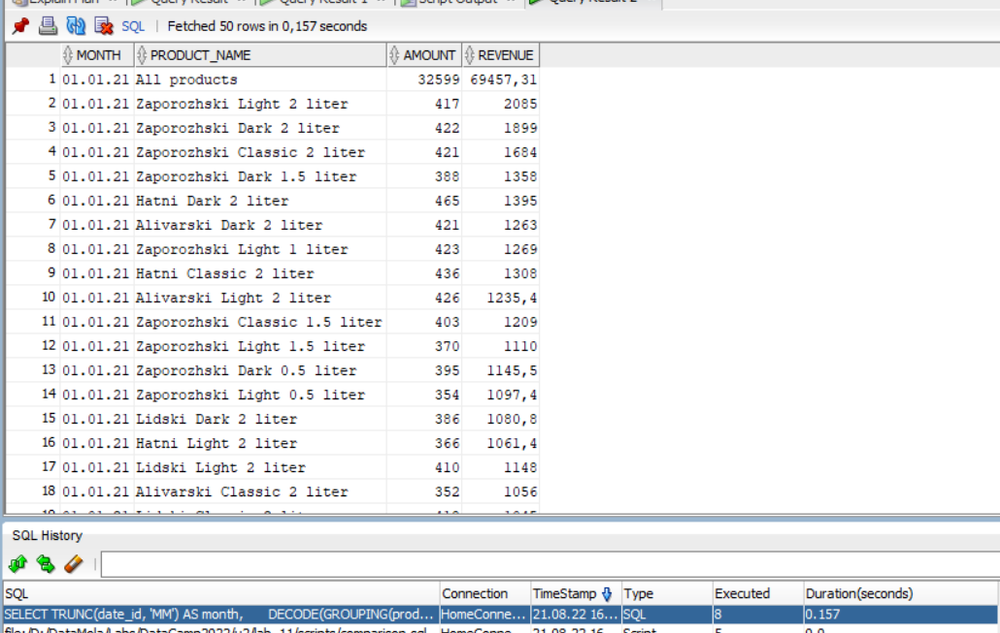 Explain Plan × Query Result × Query Result 1 × Script Output × Query Result 2
SQL | Fetched 50 rows in 0,157 seconds
MONTH PRODUCT_NAME AMOUNT REVENUE
1 01.01.21 All products 32599 69457,31
2 01.01.21 Zaporozhski Light 2 liter 417 2085
3 01.01.21 Zaporozhski Dark 2 liter 422 1899
4 01.01.21 Zaporozhski Classic 2 liter 421 1684
5 01.01.21 Zaporozhski Dark 1.5 liter 388 1358
6 01.01.21 Hatni Dark 2 liter 465 1395
7 01.01.21 Alivarski Dark 2 liter 421 1263
8 01.01.21 Zaporozhski Light 1 liter 423 1269
9 01.01.21 Hatni Classic 2 liter 436 1308
10 01.01.21 Alivarski Light 2 liter 426 1235,4
11 01.01.21 Zaporozhski Classic 1.5 liter 403 1209
12 01.01.21 Zaporozhski Light 1.5 liter 370 1110
13 01.01.21 Zaporozhski Dark 0.5 liter 395 1145,5
14 01.01.21 Zaporozhski Light 0.5 liter 354 1097,4
15 01.01.21 Lidski Dark 2 liter 386 1080,8
16 01.01.21 Hatni Light 2 liter 366 1061,4
17 01.01.21 Lidski Light 2 liter 410 1148
18 01.01.21 Alivarski Classic 2 liter 352 1056
SQL History
SQL Connection TimeStamp Type Executed Duration(seconds)
SELECT TRUNC(date_id, 'MM') AS month, DECODE(GROUPING(prod... HomeConne... 21.08.22 16... SQL 8 0.157